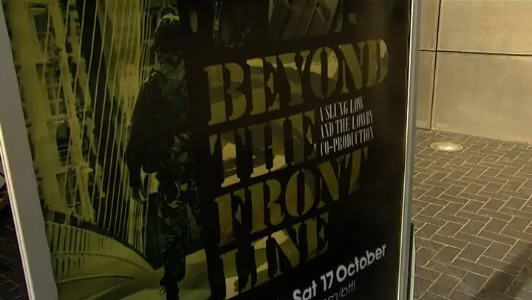 BEYOND
THE
FRONT
LINE
A SLUNG LOW
AND THE LOWRY
CO-PRODUCTION
Sat 17 October